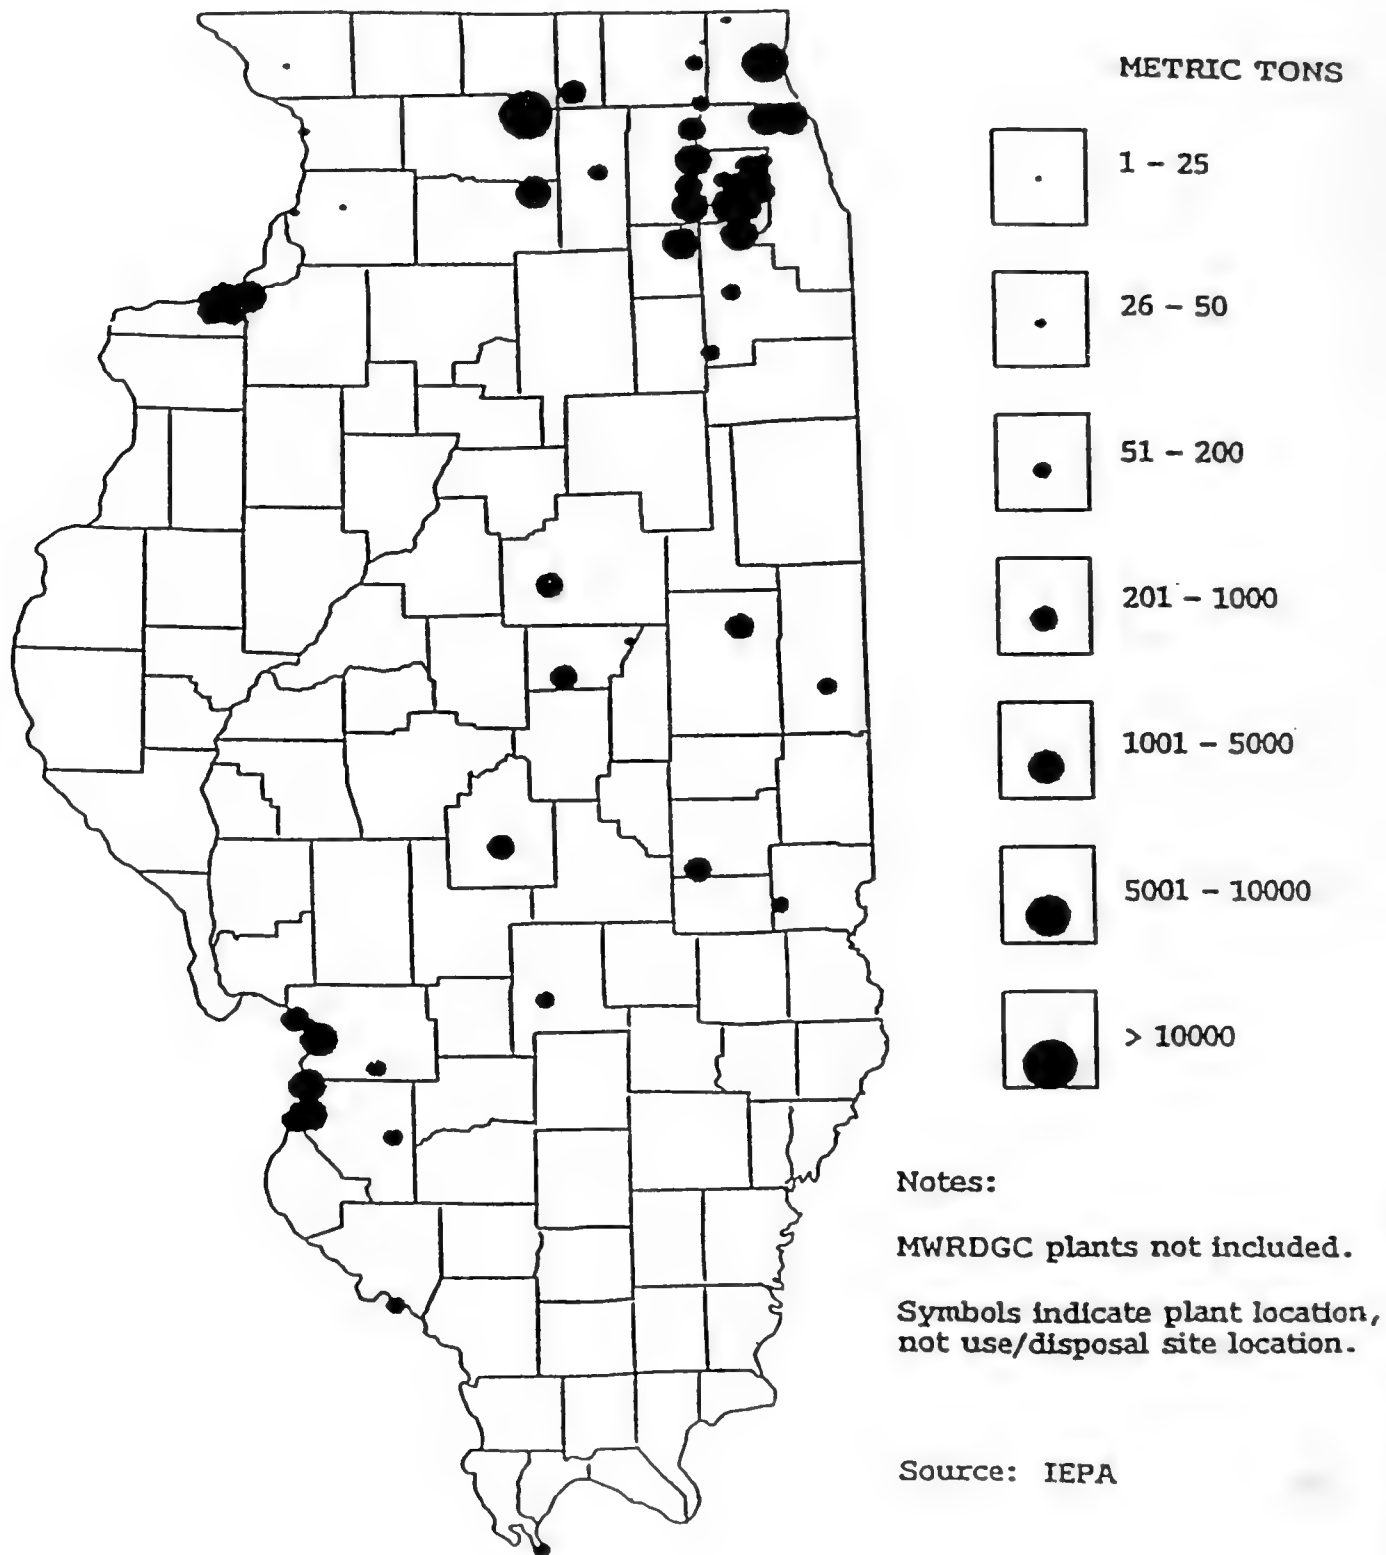 METRIC TONS
1 - 25
26 - 50
51 - 200
201 - 1000
1001 - 5000
5001 - 10000
> 10000
Notes:
MWRDGC plants not included.
Symbols indicate plant location,
not use/disposal site location.
Source: IEPA